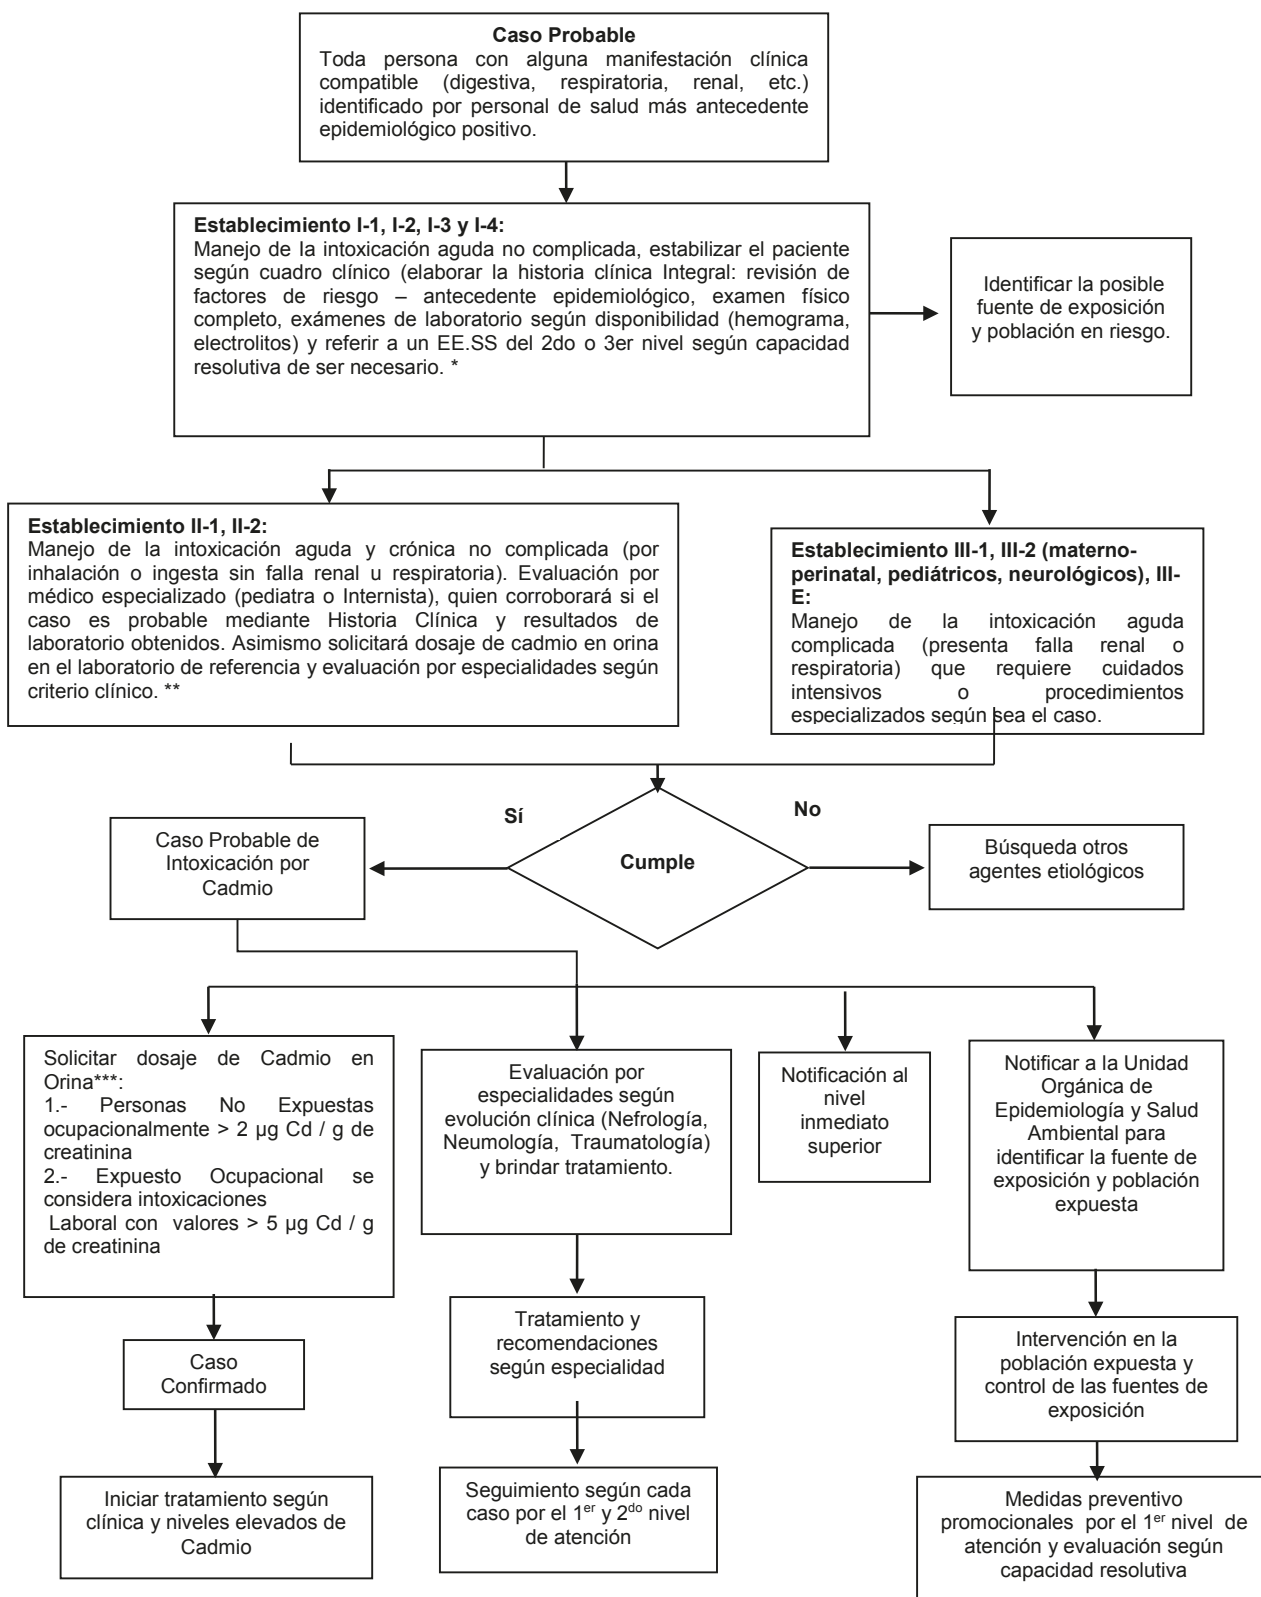 Caso Probable
Toda persona con alguna manifestación clínica
compatible (digestiva, respiratoria, renal, etc.)
identificado por personal de salud más antecedente
epidemiológico positivo.
Establecimiento I-1, I-2, I-3 y I-4:
Manejo de la intoxicación aguda no complicada, estabilizar el paciente
según cuadro clínico (elaborar la historia clínica Integral: revisión de
factores de riesgo – antecedente epidemiológico, examen físico
completo, exámenes de laboratorio según disponibilidad (hemograma,
electrolitos) y referir a un EE.SS del 2do o 3er nivel según capacidad
resolutiva de ser necesario. *
Identificar la posible
fuente de exposición
y población en riesgo.
Establecimiento II-1, II-2:
Manejo de la intoxicación aguda y crónica no complicada (por
inhalación o ingesta sin falla renal u respiratoria). Evaluación por
médico especializado (pediatra o Internista), quien corroborará si el
caso es probable mediante Historia Clínica y resultados de
laboratorio obtenidos. Asimismo solicitará dosaje de cadmio en orina
en el laboratorio de referencia y evaluación por especialidades según
criterio clínico. **
Establecimiento III-1, III-2 (materno-
perinatal, pediátricos, neurológicos), III-
E:
Manejo de la intoxicación aguda
complicada (presenta falla renal o
respiratoria) que requiere cuidados
intensivos o procedimientos
especializados según sea el caso.
Sí
No
Caso Probable de
Intoxicación por
Cadmio
Cumple
Búsqueda otros
agentes etiológicos
Solicitar dosaje de Cadmio en
Orina***:
1.- Personas No Expuestas
ocupacionalmente > 2 µg Cd / g de
creatinina
2.- Expuesto Ocupacional se
considera intoxicaciones
Laboral con valores > 5 µg Cd / g
de creatinina
Evaluación por
especialidades según
evolución clínica (Nefrología,
Neumología, Traumatología)
y brindar tratamiento.
Notificación al
nivel
inmediato
superior
Notificar a la Unidad
Orgánica de
Epidemiología y Salud
Ambiental para
identificar la fuente de
exposición y población
expuesta
Caso
Confirmado
Tratamiento y
recomendaciones
según especialidad
Intervención en la
población expuesta y
control de las fuentes de
exposición
Iniciar tratamiento según
clínica y niveles elevados de
Cadmio
Seguimiento según cada
caso por el 1er y 2do nivel
de atención
Medidas preventivo
promocionales por el 1er nivel de
atención y evaluación según
capacidad resolutiva